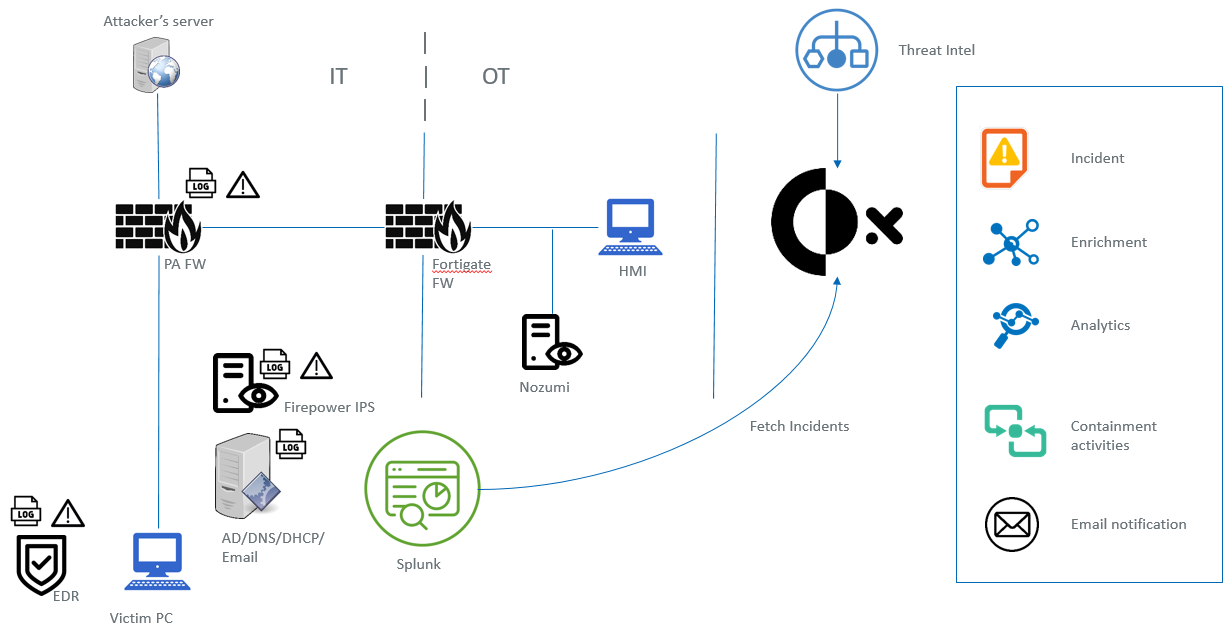 Attacker's server
IT
OT
Threat Intel
LOG
PA FW
Fortigate
FW
HMI
Incident
Enrichment
Analytics
LOG
Firepower IPS
Nozumi
LOG
Fetch Incidents
Containment
activities
LOG
EDR
AD/DNS/DHCP/
Email
Splunk
Email notification
Victim PC